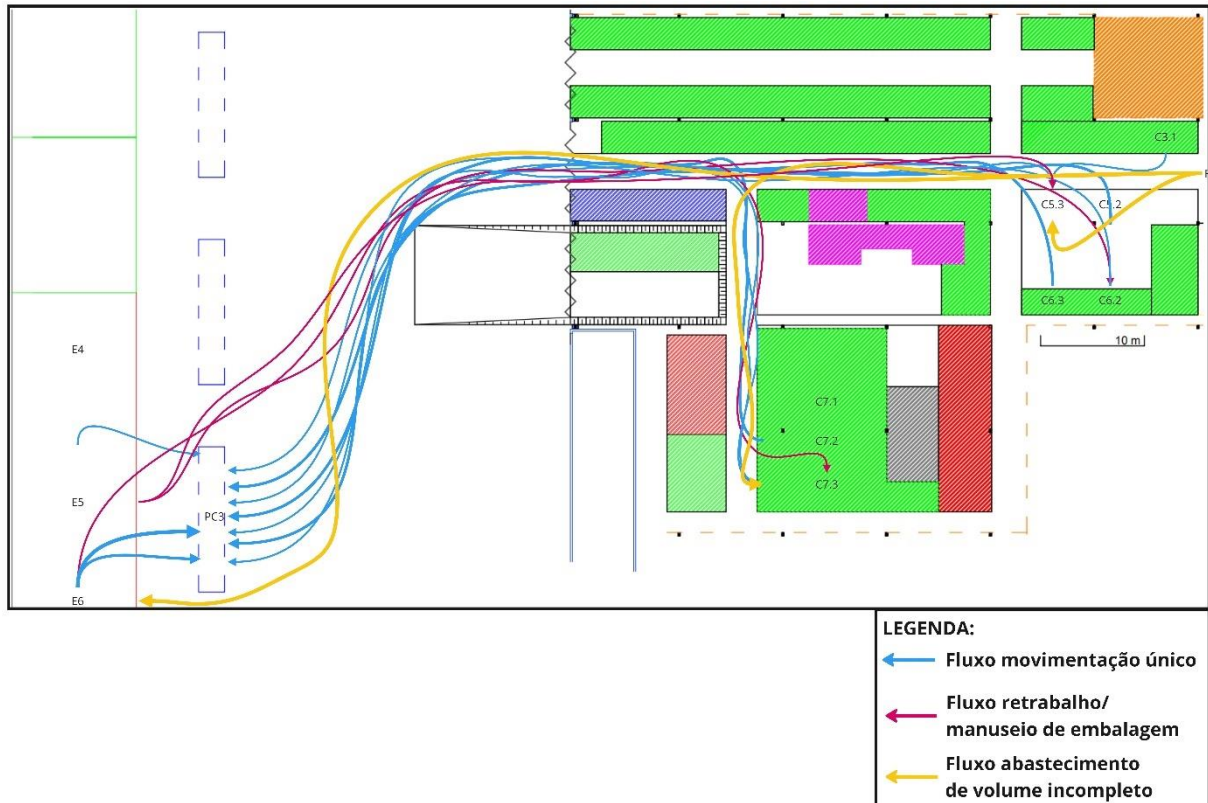 C3.1
C5.3
C5.2
C6.3
C6.2
10 m
E4
C7.1
C7.2
C7.3
E5
PC3
E6
LEGENDA:
Fluxo movimentação único
Fluxo retrabalho/
manuseio de embalagem
Fluxo abastecimento
de volume incompleto